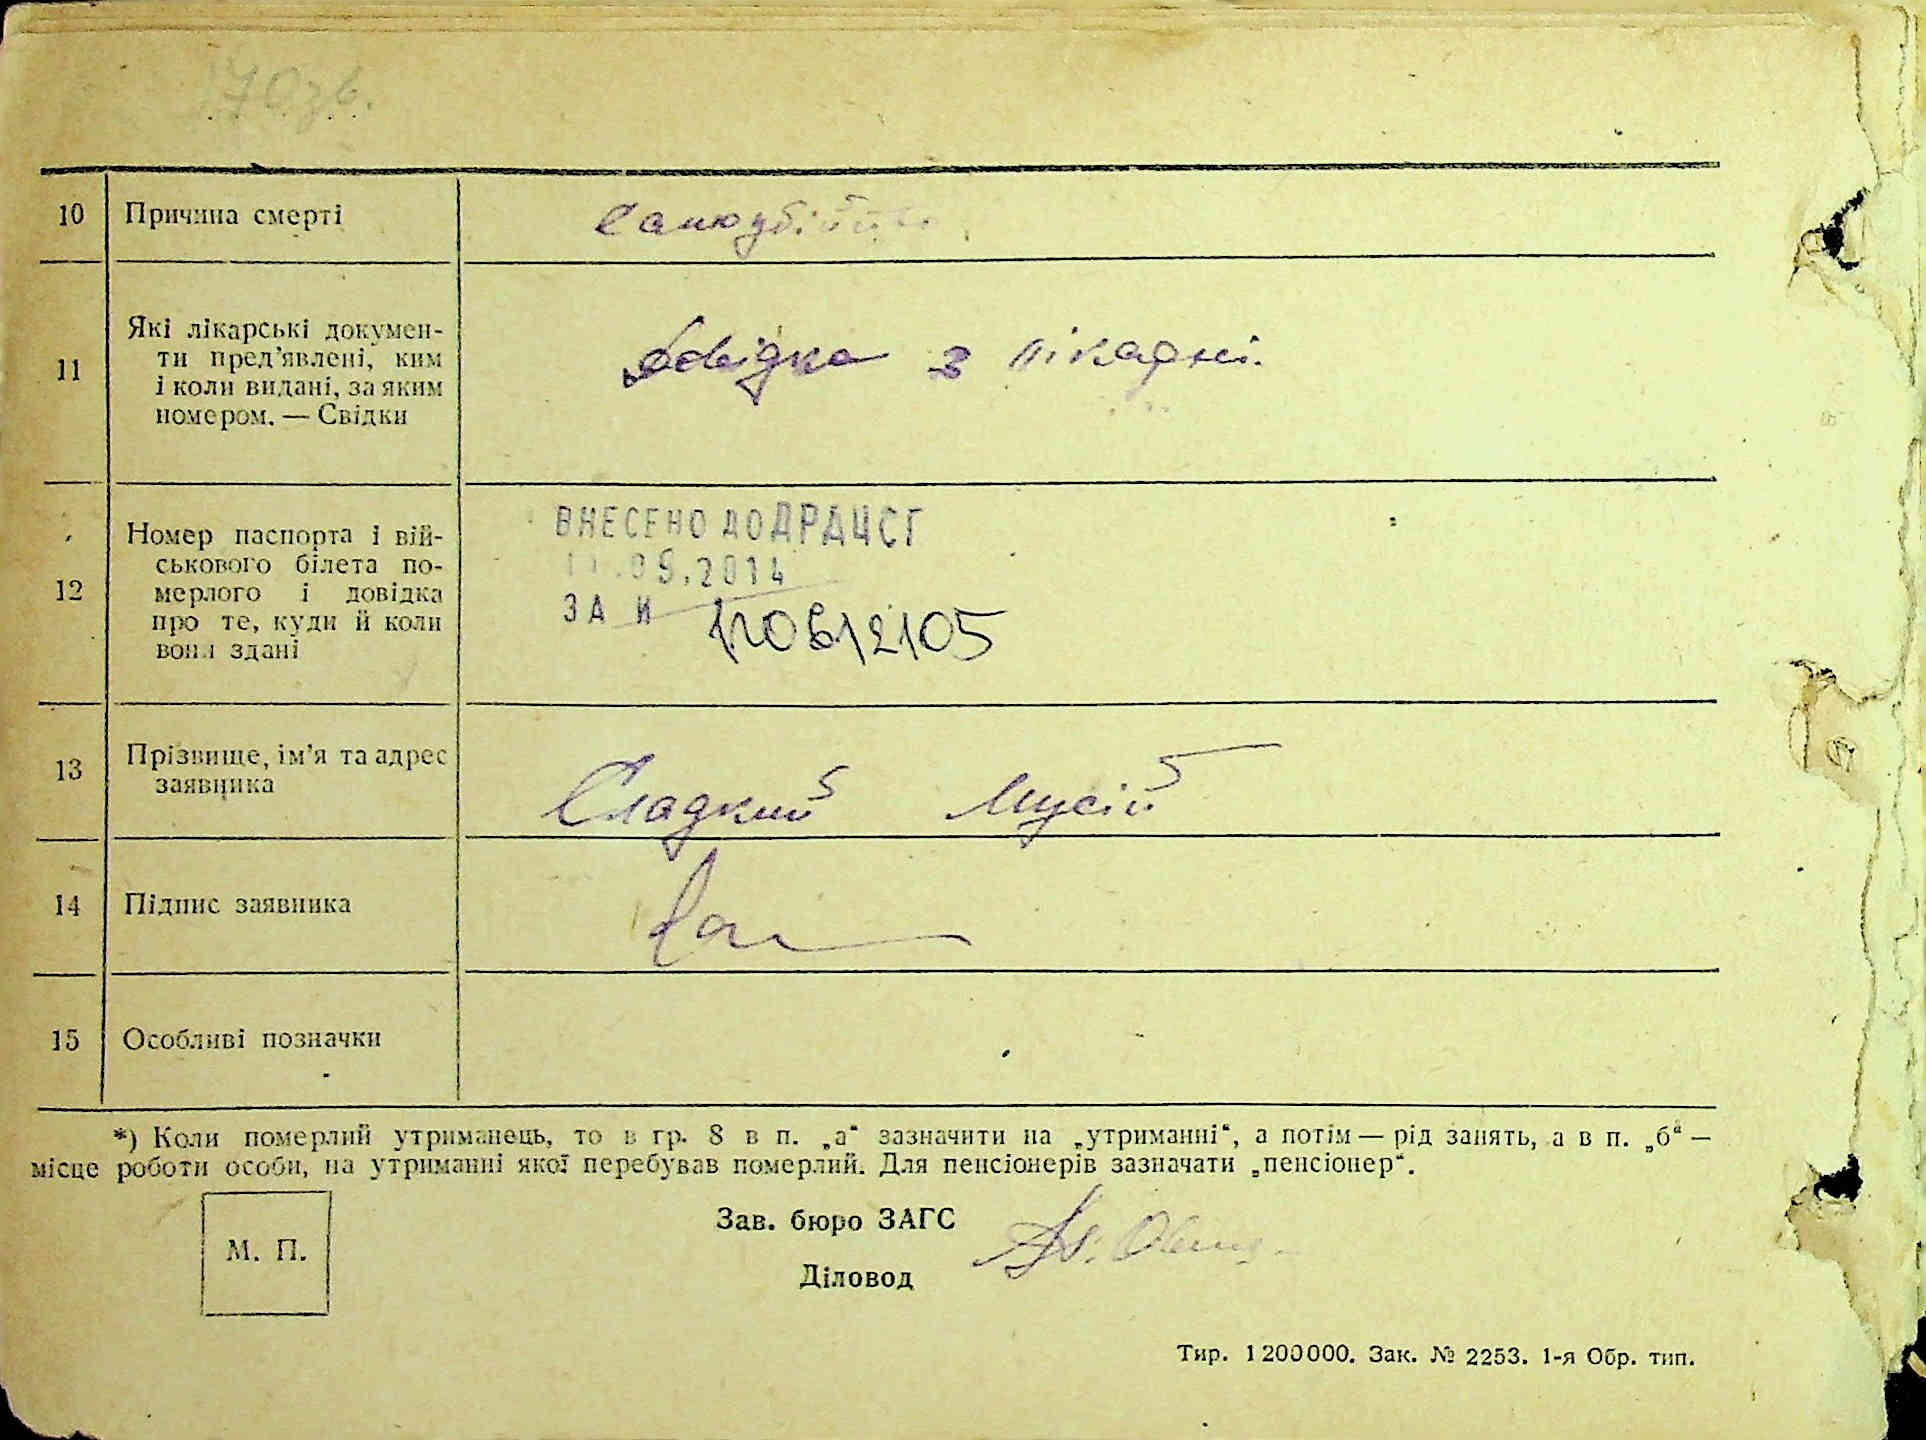 70зв.
10 Причина смерті Самоубійство
11 Які лікарські докумен-
ти пред’явлені, ким
і коли видані, за яким
номером. — Свідки
Довідка з лікарні.
12 Номер паспорта і вій-
ськового білета по-
мерлого і довідка
про те, куди й коли
вони здані
ВНЕСЕНО ДО ДРАЦСГ
.09.2014
ЗА №
13 Прізвище, ім’я та адрес
заявника
Сладкий Мусій
14 Підпис заявника
15 Особливі позначки
*) Коли померлий утриманець, то в гр. 8 в п. „а“ зазначити на „утриманні“, а потім — рід занять, а в п. „б“ —
місце роботи особи, на утриманні якої перебував померлий. Для пенсіонерів зазначати „пенсіонер“.
М. П.
Зав. бюро ЗАГС
Діловод
Тир. 1200000. Зак. № 2253. 1-я Обр. тип.